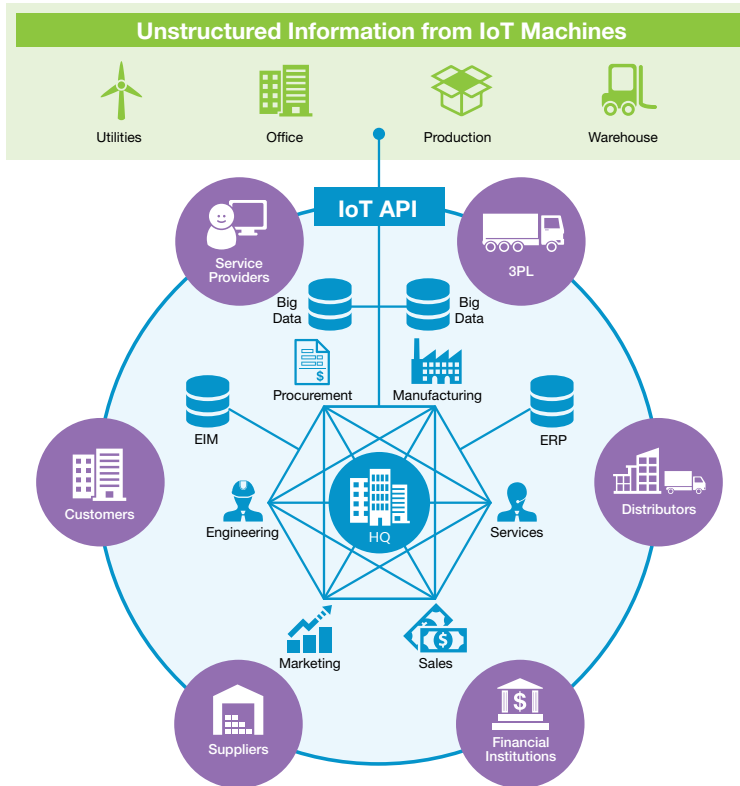 Unstructured Information from IoT Machines
Utilities
Office
Production
Warehouse
IoT API
Service
Providers
3PL
Big
Data
Big
Data
$
Procurement
Manufacturing
EIM
ERP
Customers
Distributors
Engineering
HQ
Services
$
Marketing
Sales
Suppliers
$
Financial
Institutions